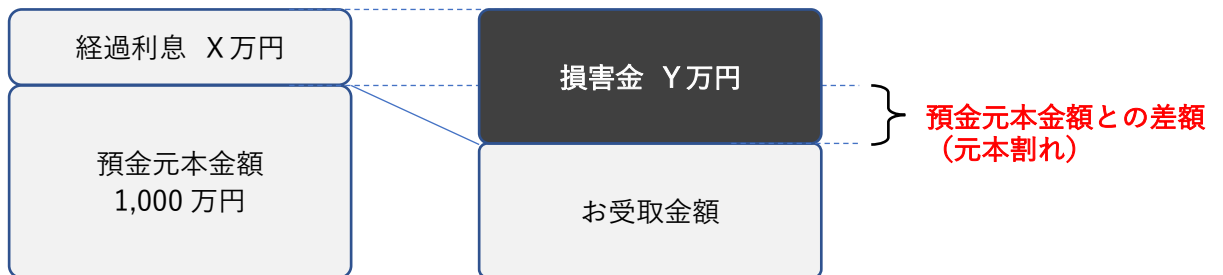 経過利息 X万円
預金元本金額
1,000 万円
損害金 Y万円
お受取金額
預金元本金額との差額
（元本割れ）